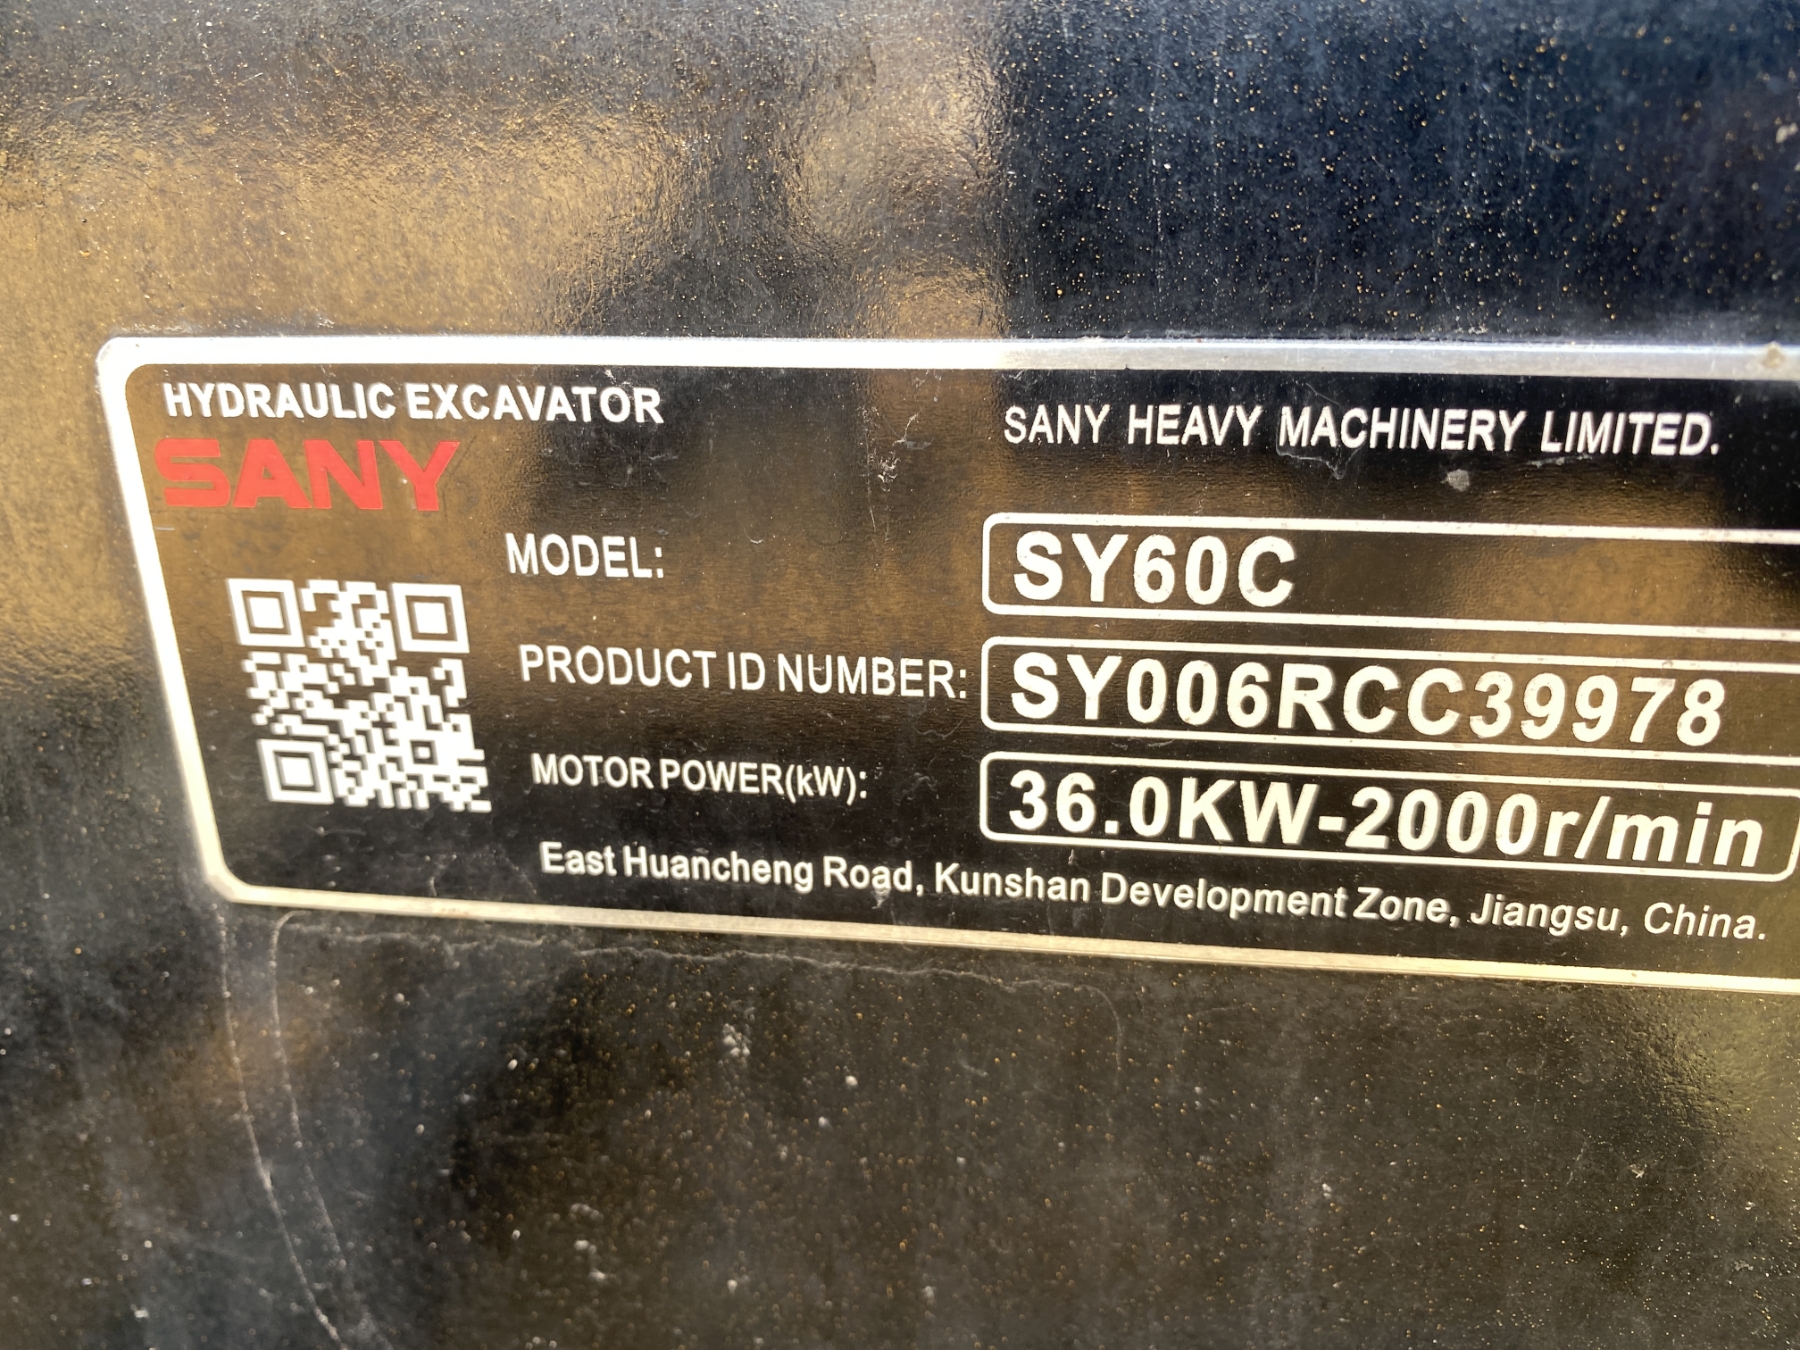 HYDRAULIC EXCAVATOR
SANY
SANY HEAVY MACHINERY LIMITED.
MODEL: SY60C
PRODUCT ID NUMBER: SY006RCC39978
MOTOR POWER(kW): 36.0KW-2000r/min
East Huancheng Road, Kunshan Development Zone, Jiangsu, China.